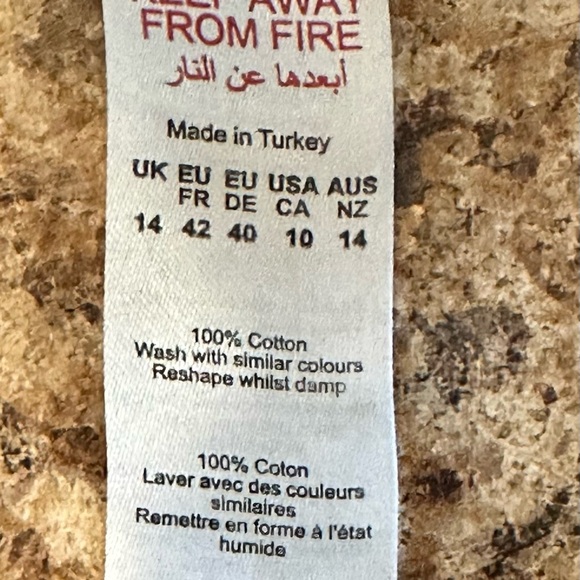 KEEP AWAY
FROM FIRE
أبعدها عن النار
Made in Turkey
UK EU EU USA AUS
FR DE CA NZ
14 42 40 10 14
100% Cotton
Wash with similar colours
Reshape whilst damp
100% Coton
Laver avec des couleurs
similaires
Remettre en forme à l'état
humide